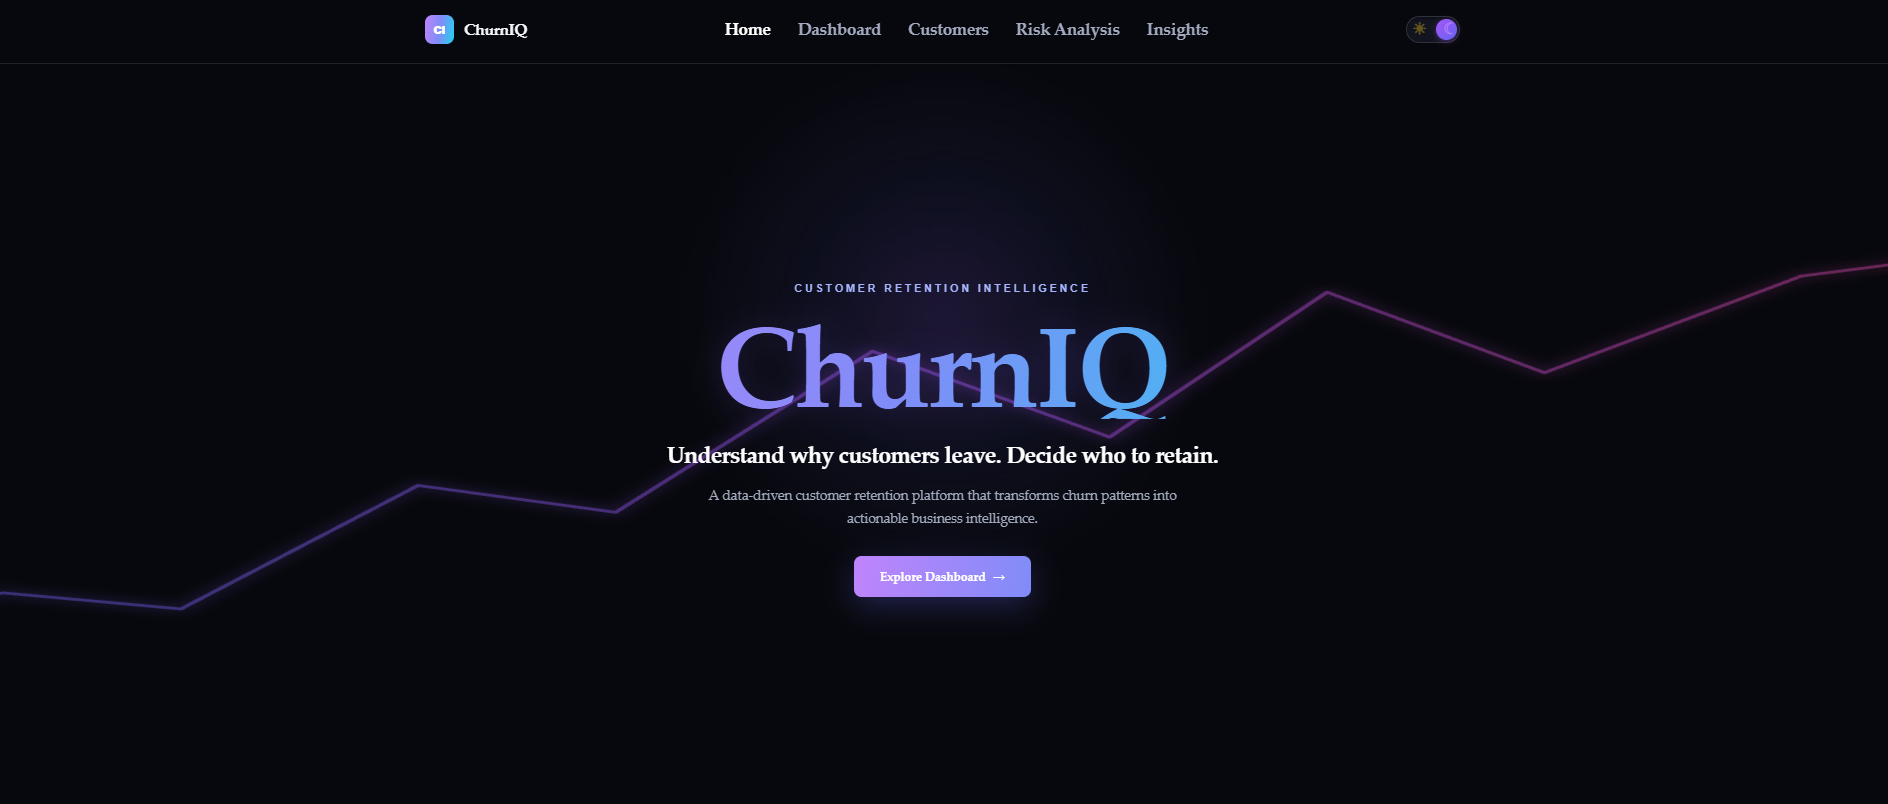 CI ChurnIQ
Home Dashboard Customers Risk Analysis Insights
CUSTOMER RETENTION INTELLIGENCE
ChurnIQ
Understand why customers leave. Decide who to retain.
A data-driven customer retention platform that transforms churn patterns into
actionable business intelligence.
Explore Dashboard →